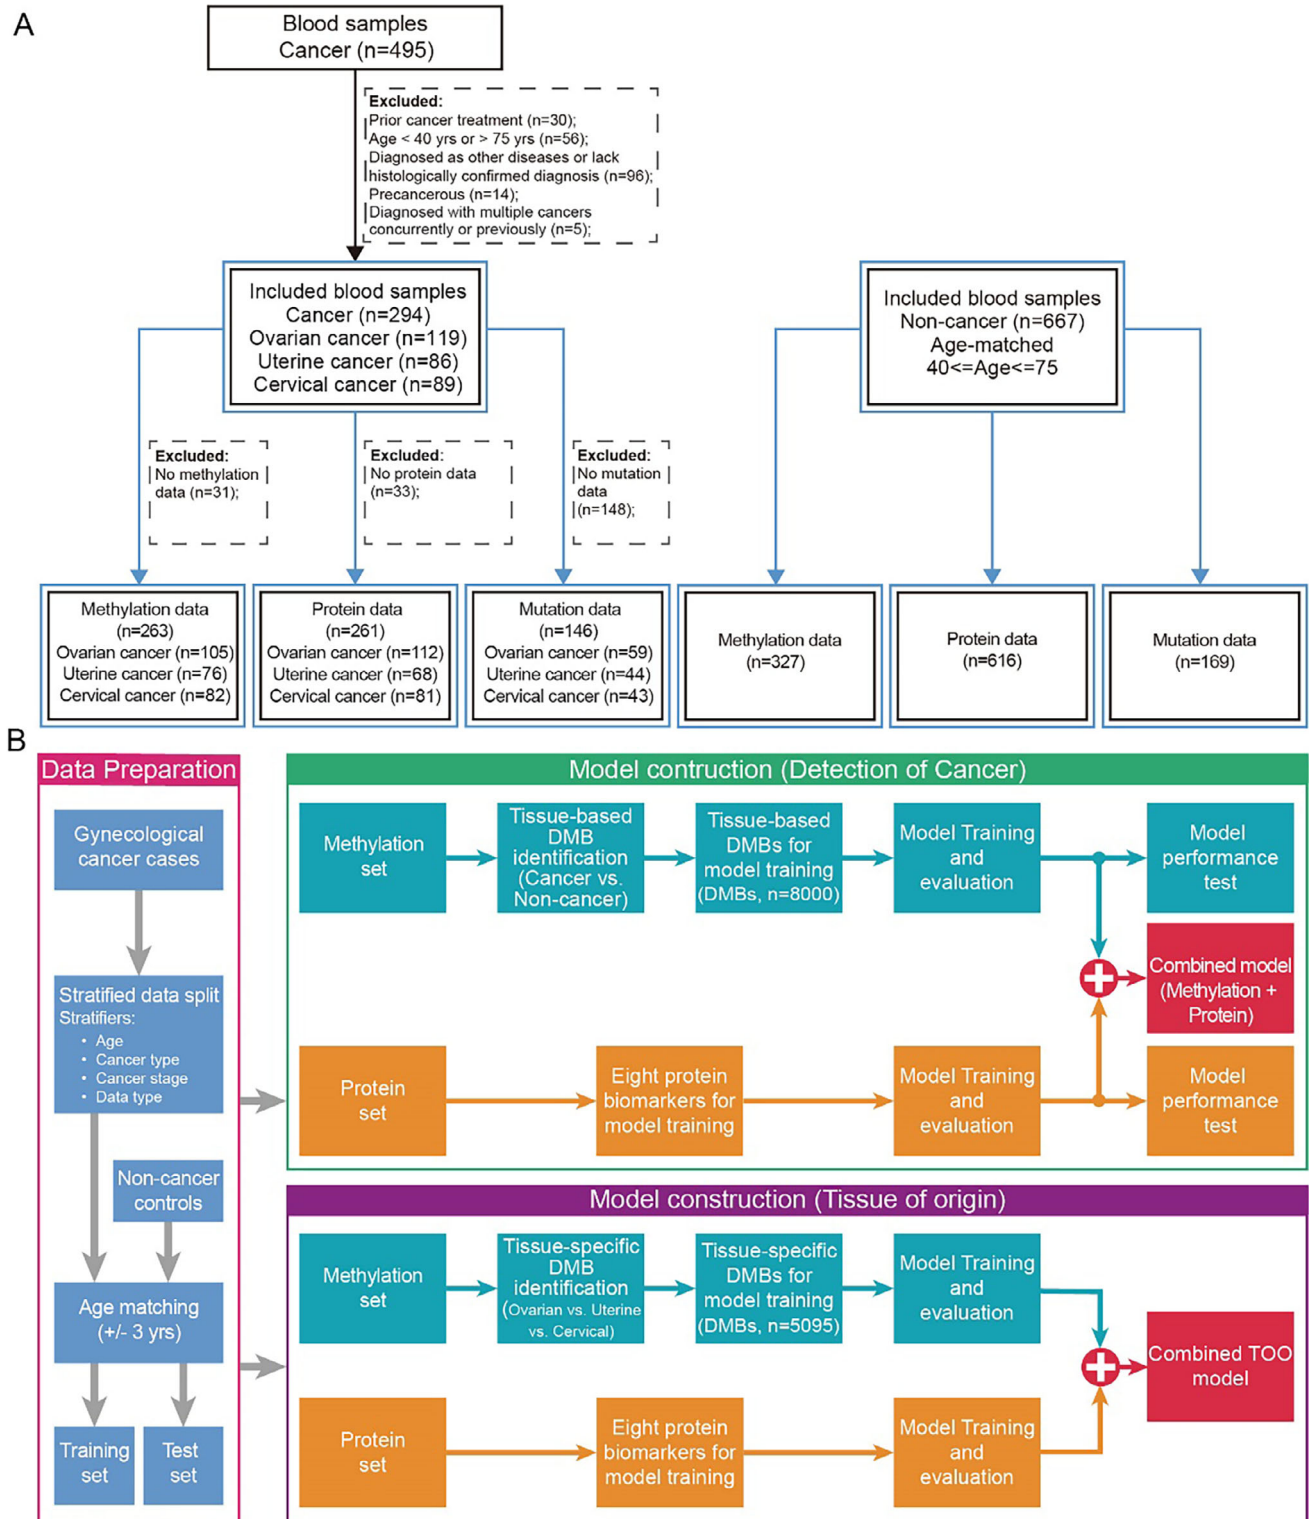 A
Blood samples
Cancer (n=495)
Excluded:
Prior cancer treatment (n=30);
Age < 40 yrs or > 75 yrs (n=56);
Diagnosed as other diseases or lack
histologically confirmed diagnosis (n=96);
Precancerous (n=14);
Diagnosed with multiple cancers
concurrently or previously (n=5);
Included blood samples
Cancer (n=294)
Ovarian cancer (n=119)
Uterine cancer (n=86)
Cervical cancer (n=89)
Included blood samples
Non-cancer (n=667)
Age-matched
40<=Age<=75
Excluded:
No methylation
data (n=31);
Excluded:
No protein data
(n=33);
Excluded:
No mutation
data
(n=148);
Methylation data
(n=263)
Ovarian cancer (n=105)
Uterine cancer (n=76)
Cervical cancer (n=82)
Protein data
(n=261)
Ovarian cancer (n=112)
Uterine cancer (n=68)
Cervical cancer (n=81)
Mutation data
(n=146)
Ovarian cancer (n=59)
Uterine cancer (n=44)
Cervical cancer (n=43)
Methylation data
(n=327)
Protein data
(n=616)
Mutation data
(n=169)
B
Data Preparation
Gynecological
cancer cases
Stratified data split
Stratifiers:
• Age
• Cancer type
• Cancer stage
• Data type
Non-cancer
controls
Age matching
(+/- 3 yrs)
Training
set
Test
set
Model contruction (Detection of Cancer)
Methylation
set
Tissue-based
DMB
identification
(Cancer vs.
Non-cancer)
Tissue-based
DMBs for
model training
(DMBs, n=8000)
Model Training
and
evaluation
Model
performance
test
Combined model
(Methylation +
Protein)
Protein
set
Eight protein
biomarkers for
model training
Model Training
and
evaluation
Model
performance
test
Model construction (Tissue of origin)
Methylation
set
Tissue-specific
DMB
identification
(Ovarian vs. Uterine
vs. Cervical)
Tissue-specific
DMBs for
model training
(DMBs, n=5095)
Model Training
and
evaluation
Combined TOO
model
Protein
set
Eight protein
biomarkers for
model training
Model Training
and
evaluation